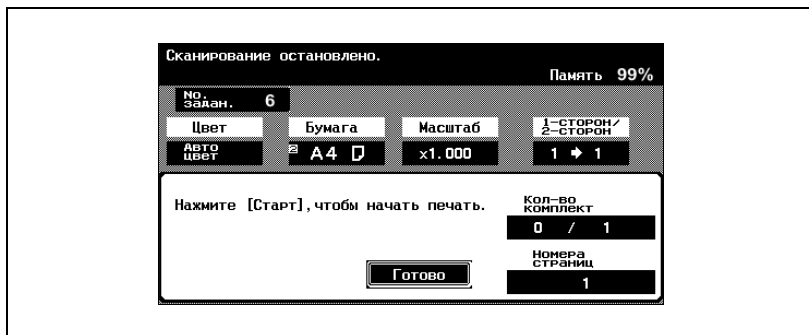 Сканирование остановлено.
Память 99%
No. задан. 6
Цвет Бумага Масштаб 1-СТОРОН/ 2-СТОРОН
АВТО ЦВЕТ 2 A4 x1.000 1 → 1
Нажмите [Старт],чтобы начать печать.
Кол-во комплект
0 / 1
Номера страниц
Готово
1